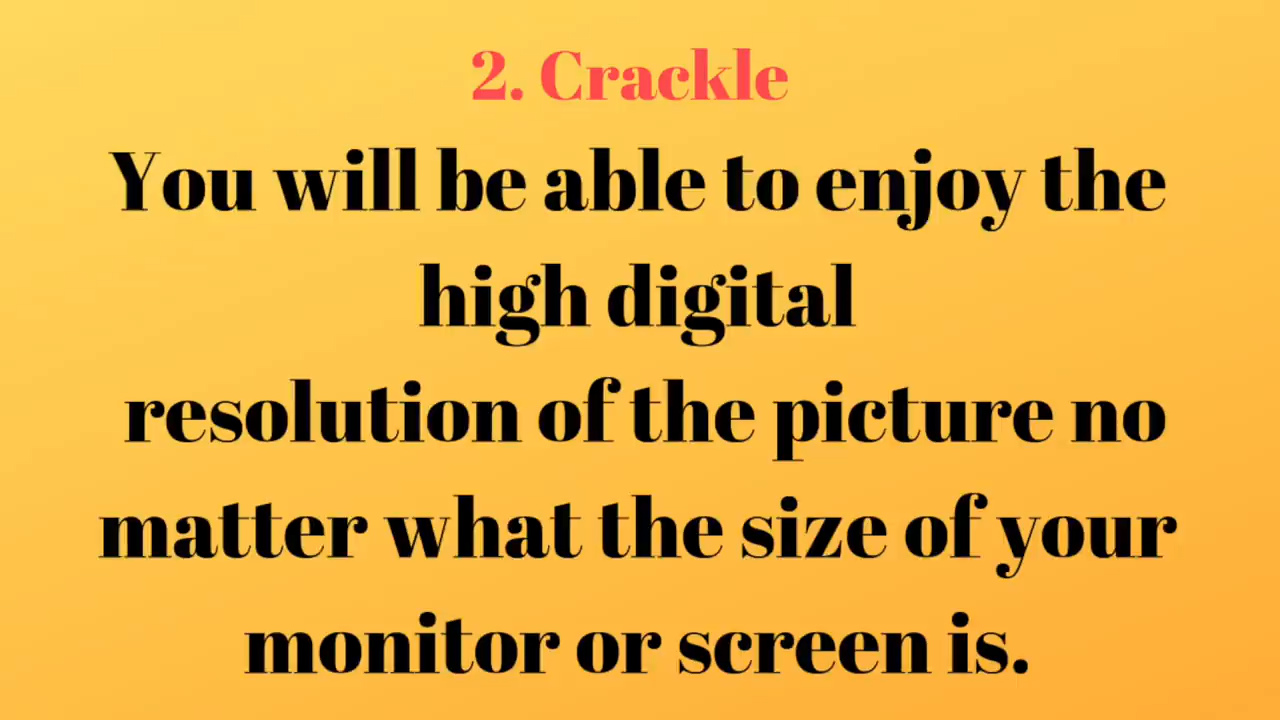 2. Crackle
You will be able to enjoy the
high digital
resolution of the picture no
matter what the size of your
monitor or screen is.